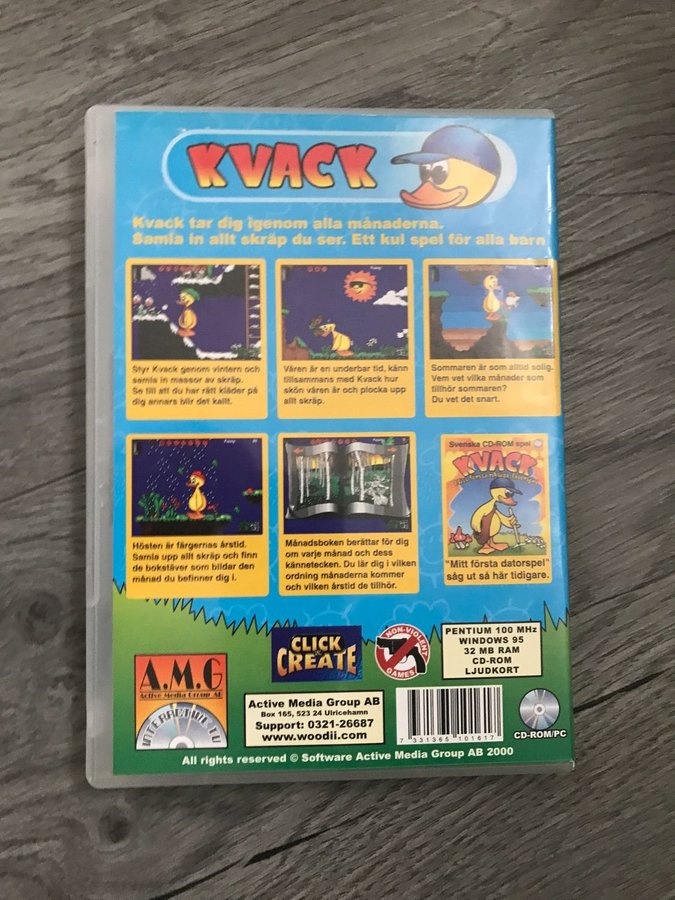 KVACK
Kvack tar dig igenom alla månaderna.
Samla in allt skräp du ser. Ett kul spel för alla barn
Styr Kvack genom vintern och
samla in massor av skräp.
Se till att du har rätt kläder på
dig annars blir det kallt.
Våren är en underbar tid, känn
tillsammans med Kvack hur
skön våren är och plocka upp
allt skräp.
Sommaren är som alltid solig.
Vem vet vilka månader som
tillhör sommaren?
Du vet det snart.
Hösten är färgernas årstid.
Samla upp allt skräp och finn
de bokstäver som bildar den
månad du befinner dig i.
Månadsboken berättar för dig
om varje månad och dess
kännetecken. Du lär dig i vilken
ordning månaderna kommer
och vilken årstid de tillhör.
Svenska CD-ROM spel
KVACK
"Mitt första datorspel"
såg ut så här tidigare.
A.M.G
Active Media Group AB
INTERACTIVE TV
CLICK
&
CREATE
NON-VIOLENT
GAMES
PENTIUM 100 MHz
WINDOWS 95
32 MB RAM
CD-ROM
LJUDKORT
Active Media Group AB
Box 165, 523 24 Ulricehamn
Support: 0321-26687
www.woodii.com
7 331365 101617
CD-ROM/PC
All rights reserved © Software Active Media Group AB 2000